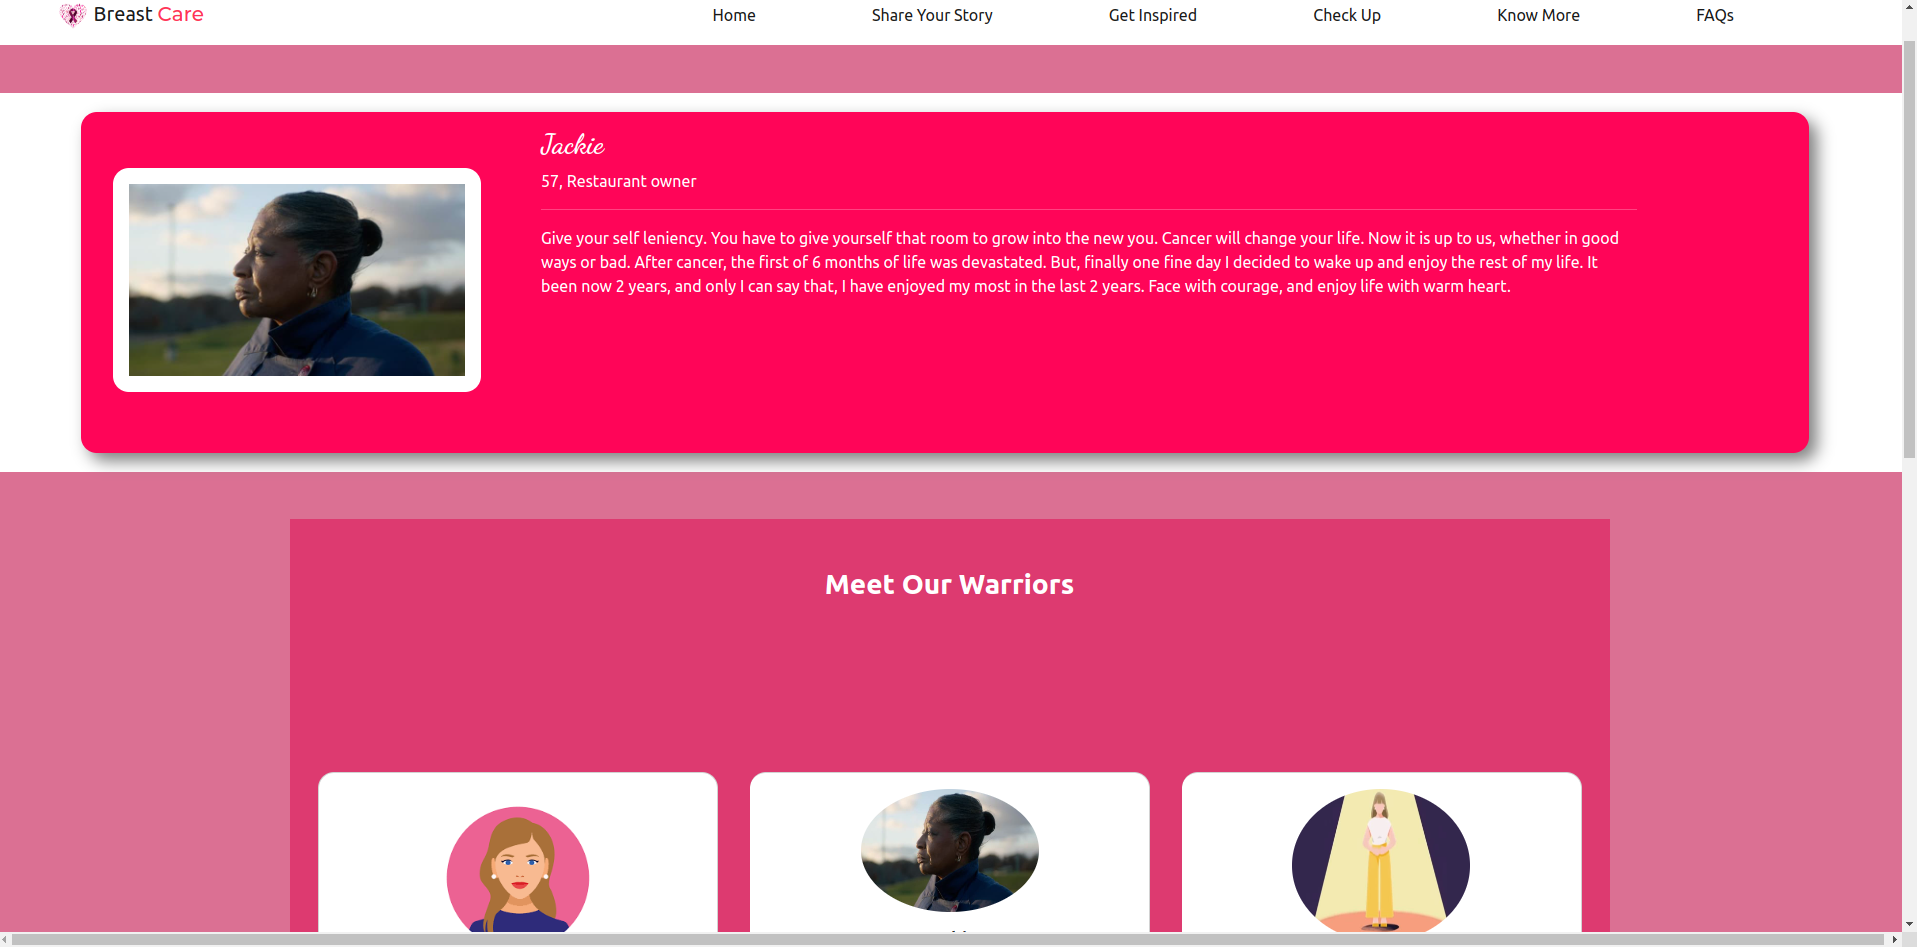 Breast Care
Home
Share Your Story
Get Inspired
Check Up
Know More
FAQs
Jackie
57, Restaurant owner
Give your self leniency. You have to give yourself that room to grow into the new you. Cancer will change your life. Now it is up to us, whether in good
ways or bad. After cancer, the first of 6 months of life was devastated. But, finally one fine day I decided to wake up and enjoy the rest of my life. It
been now 2 years, and only I can say that, I have enjoyed my most in the last 2 years. Face with courage, and enjoy life with warm heart.
Meet Our Warriors